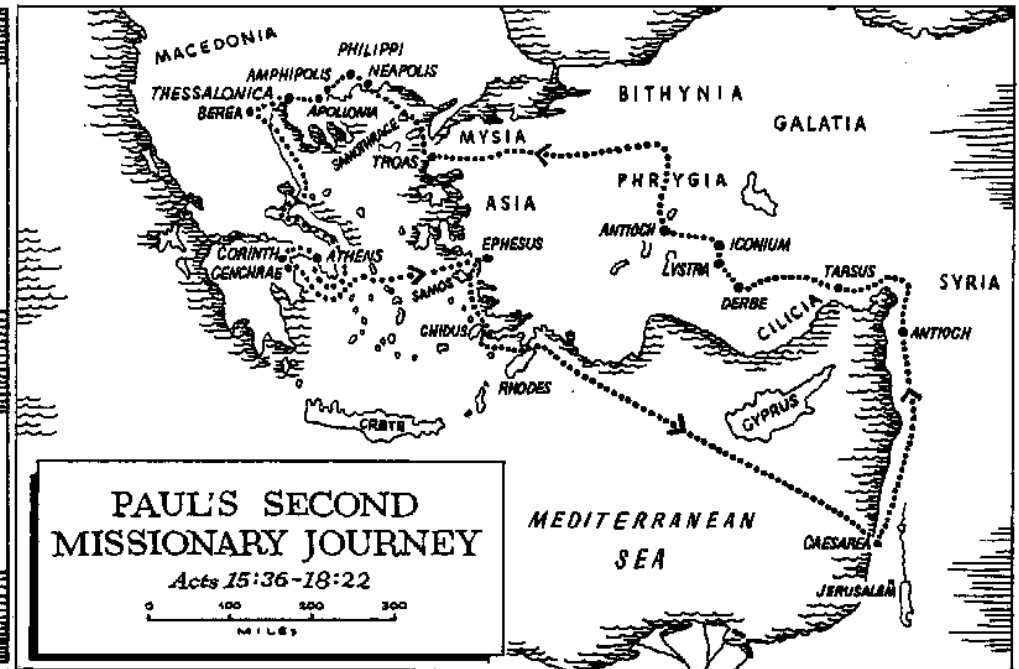 MACEDONIA
PHILIPPI
AMPHIPOLIS
NEAPOLIS
THESSALONICA
APOLLONIA
BEREA
SAMOTHRACE
TROAS
MYSIA
BITHYNIA
GALATIA
PHRYGIA
ASIA
ANTIOCH
ICONIUM
LYSTRA
DERBE
TARSUS
SYRIA
CILICIA
ANTIOCH
EPHESUS
CORINTH
ATHENS
CENCHRAE
SAMOS
CNIDUS
RHODES
CRETE
CYPRUS
MEDITERRANEAN
SEA
CAESAREA
JERUSALEM
PAUL'S SECOND
MISSIONARY JOURNEY
Acts 15:36-18:22
0 100 200 300
MILES